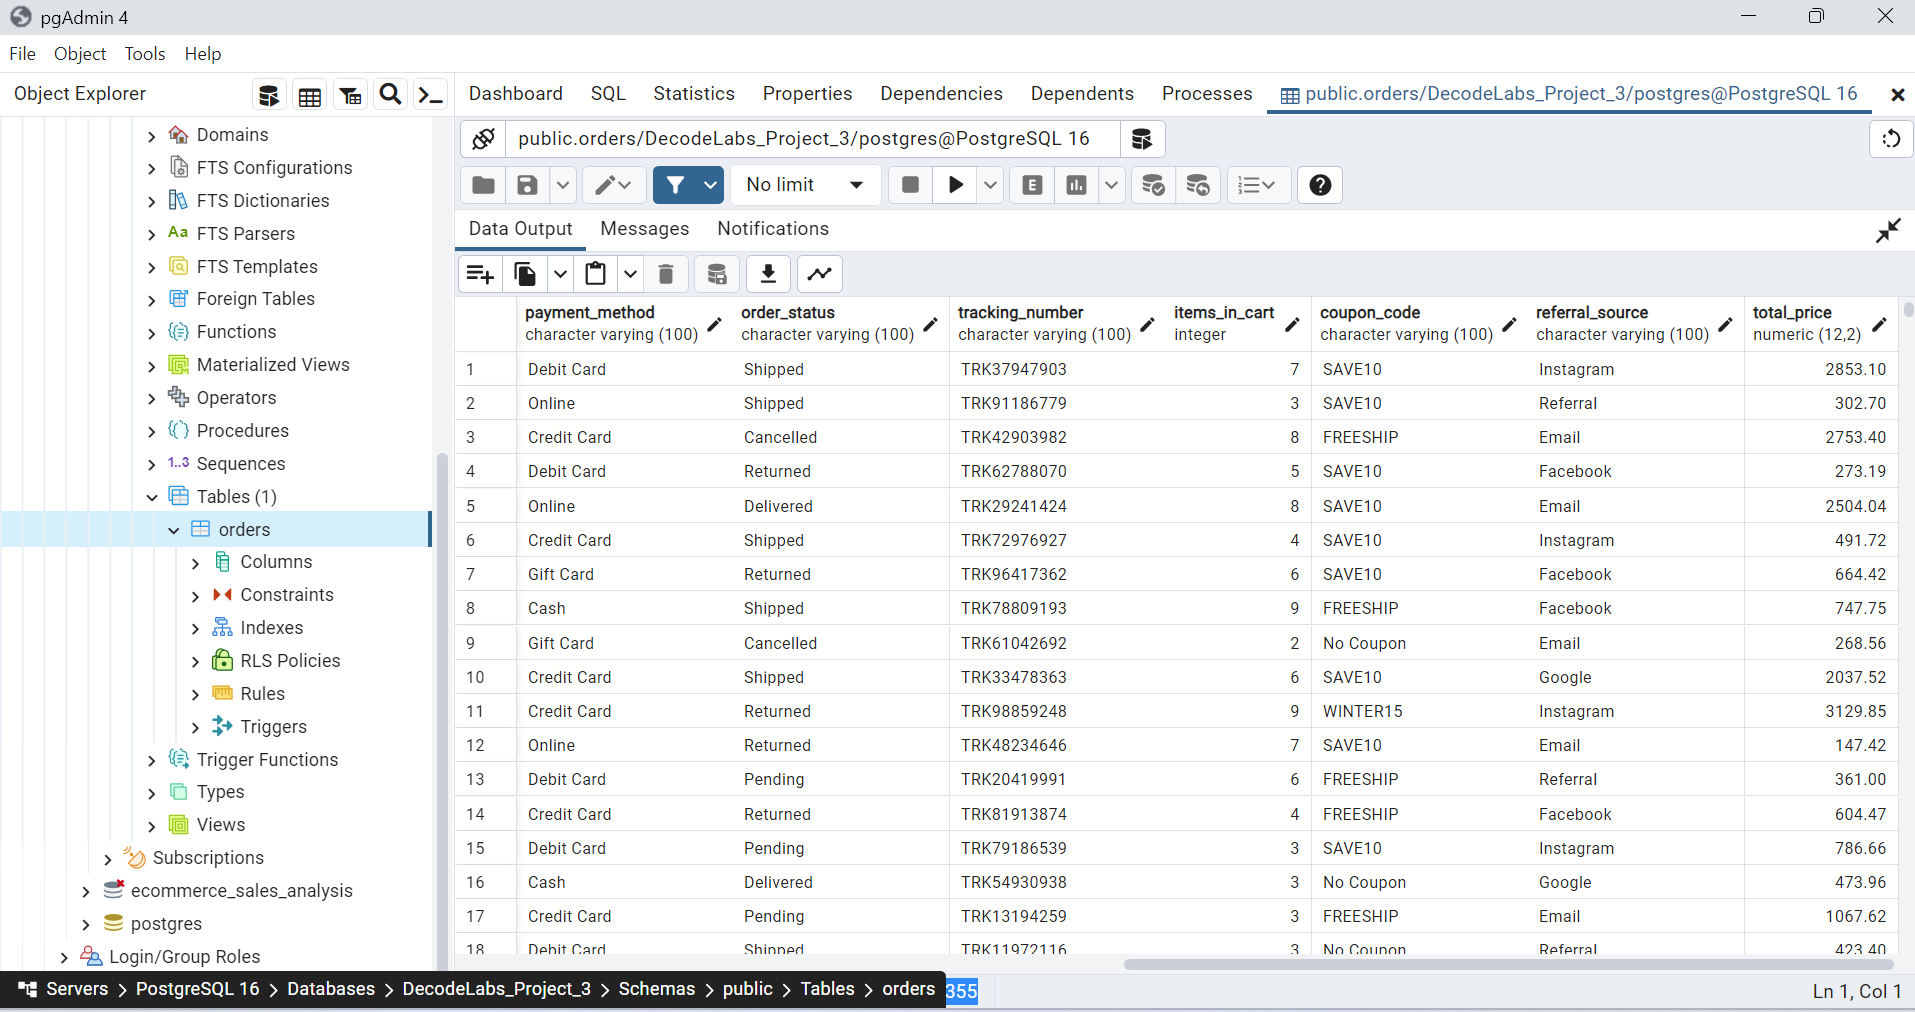 pgAdmin 4
File Object Tools Help
Object Explorer
Dashboard SQL Statistics Properties Dependencies Dependents Processes public.orders/DecodeLabs_Project_3/postgres@PostgreSQL 16
Domains
FTS Configurations
FTS Dictionaries
Aa FTS Parsers
FTS Templates
Foreign Tables
Functions
Materialized Views
Operators
Procedures
1..3 Sequences
Tables (1)
orders
Columns
Constraints
Indexes
RLS Policies
Rules
Triggers
Trigger Functions
Types
Views
Subscriptions
ecommerce_sales_analysis
postgres
Login/Group Roles
public.orders/DecodeLabs_Project_3/postgres@PostgreSQL 16
No limit E
Data Output Messages Notifications
payment_method order_status tracking_number items_in_cart coupon_code referral_source total_price
character varying (100) character varying (100) character varying (100) integer character varying (100) character varying (100) numeric (12,2)
1 Debit Card Shipped TRK37947903 7 SAVE10 Instagram 2853.10
2 Online Shipped TRK91186779 3 SAVE10 Referral 302.70
3 Credit Card Cancelled TRK42903982 8 FREESHIP Email 2753.40
4 Debit Card Returned TRK62788070 5 SAVE10 Facebook 273.19
5 Online Delivered TRK29241424 8 SAVE10 Email 2504.04
6 Credit Card Shipped TRK72976927 4 SAVE10 Instagram 491.72
7 Gift Card Returned TRK96417362 6 SAVE10 Facebook 664.42
8 Cash Shipped TRK78809193 9 FREESHIP Facebook 747.75
9 Gift Card Cancelled TRK61042692 2 No Coupon Email 268.56
10 Credit Card Shipped TRK33478363 6 SAVE10 Google 2037.52
11 Credit Card Returned TRK98859248 9 WINTER15 Instagram 3129.85
12 Online Returned TRK48234646 7 SAVE10 Email 147.42
13 Debit Card Pending TRK20419991 6 FREESHIP Referral 361.00
14 Credit Card Returned TRK81913874 4 FREESHIP Facebook 604.47
15 Debit Card Pending TRK79186539 3 SAVE10 Instagram 786.66
16 Cash Delivered TRK54930938 3 No Coupon Google 473.96
17 Credit Card Pending TRK13194259 3 FREESHIP Email 1067.62
18 Debit Card Shipped TRK11972116 3 No Coupon Referral 423.40
Servers > PostgreSQL 16 > Databases > DecodeLabs_Project_3 > Schemas > public > Tables > orders 355
Ln 1, Col 1